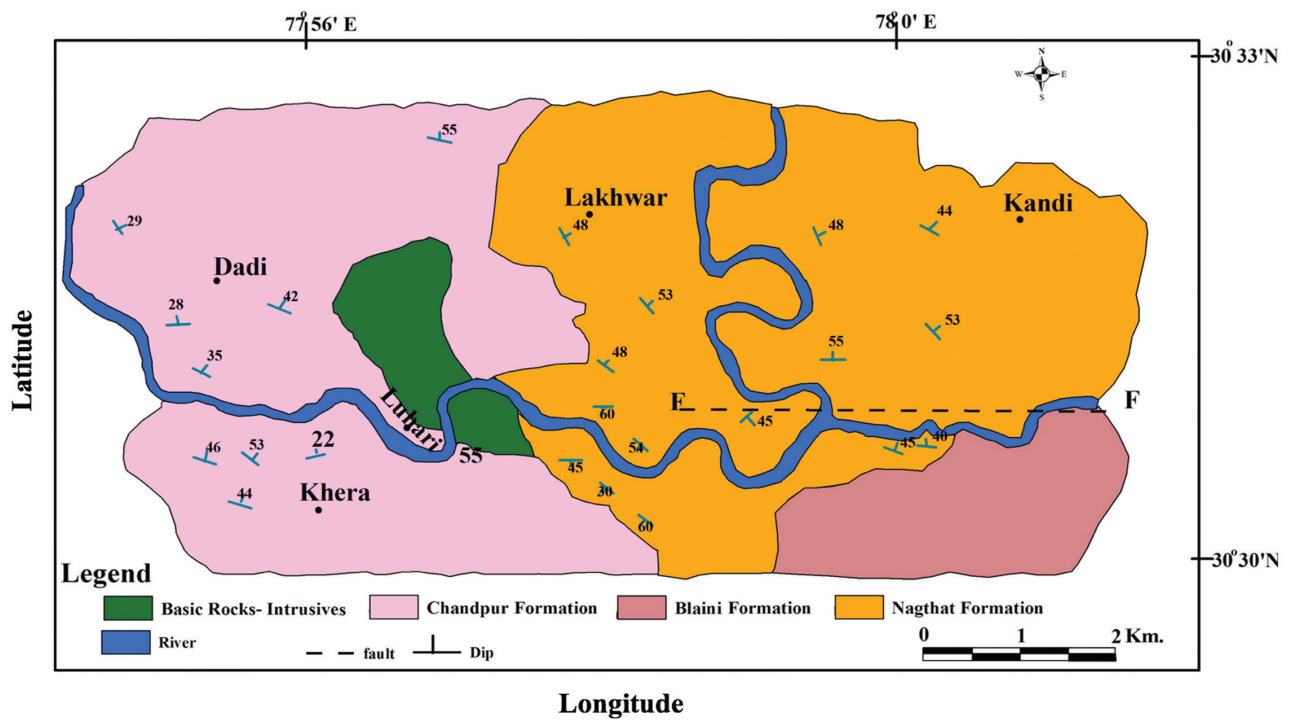 77°56' E
78°0' E
30°33'N
N
W E
S
55
29
Lakhwar
Kandi
48
48
44
Dadi
42
28
53
53
35
48
55
Luhari
60
F
F
45
54
45
40
46
53
22
55
45
44
Khera
30
60
30°30'N
Latitude
Legend
Basic Rocks- Intrusives
Chandpur Formation
Blaini Formation
Nagthat Formation
River
fault
Dip
0 1 2 Km.
Longitude